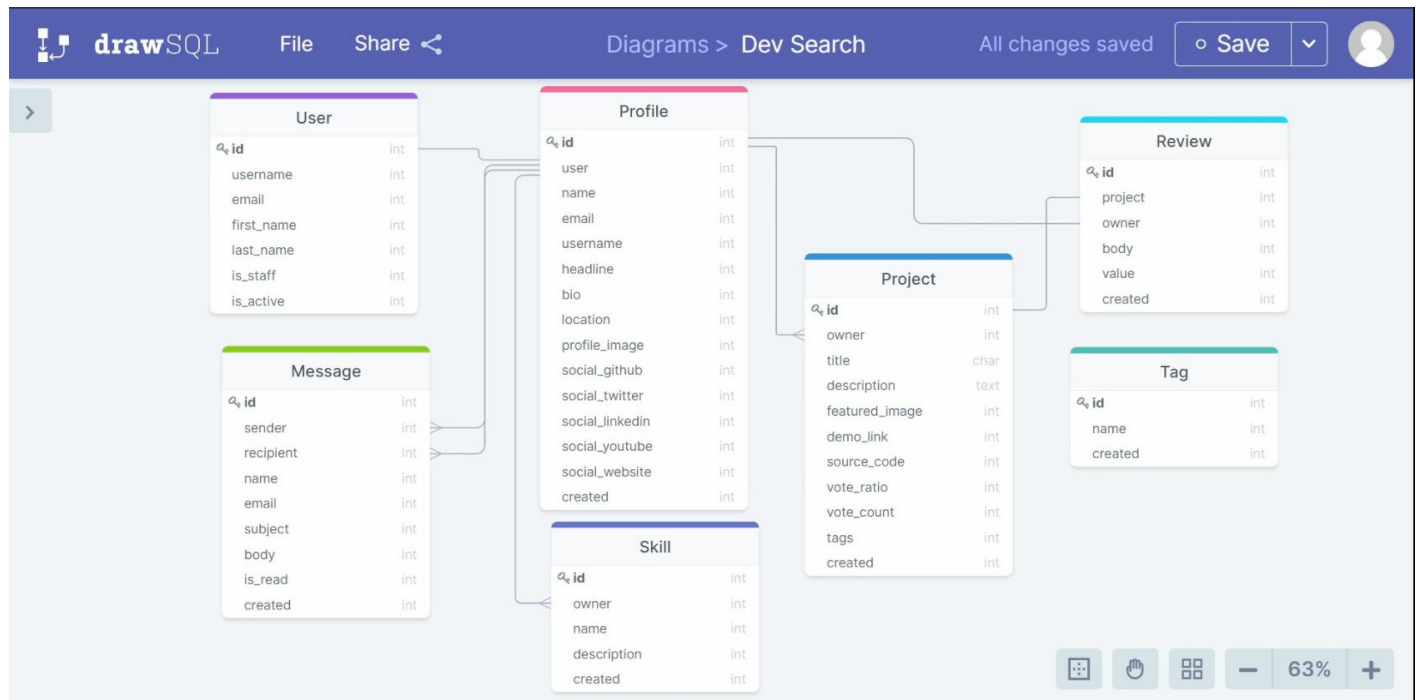 drawSQL File Share Diagrams > Dev Search All changes saved Save
User
id int
username int
email int
first_name int
last_name int
is_staff int
is_active int
Message
id int
sender int
recipient int
name int
email int
subject int
body int
is_read int
created int
Profile
id int
user int
name int
email int
username int
headline int
bio int
location int
profile_image int
social_github int
social_twitter int
social_linkedin int
social_youtube int
social_website int
created int
Skill
id int
owner int
name int
description int
created int
Project
id int
owner int
title char
description text
featured_image int
demo_link int
source_code int
vote_ratio int
vote_count int
tags int
created int
Review
id int
project int
owner int
body int
value int
created int
Tag
id int
name int
created int
63%